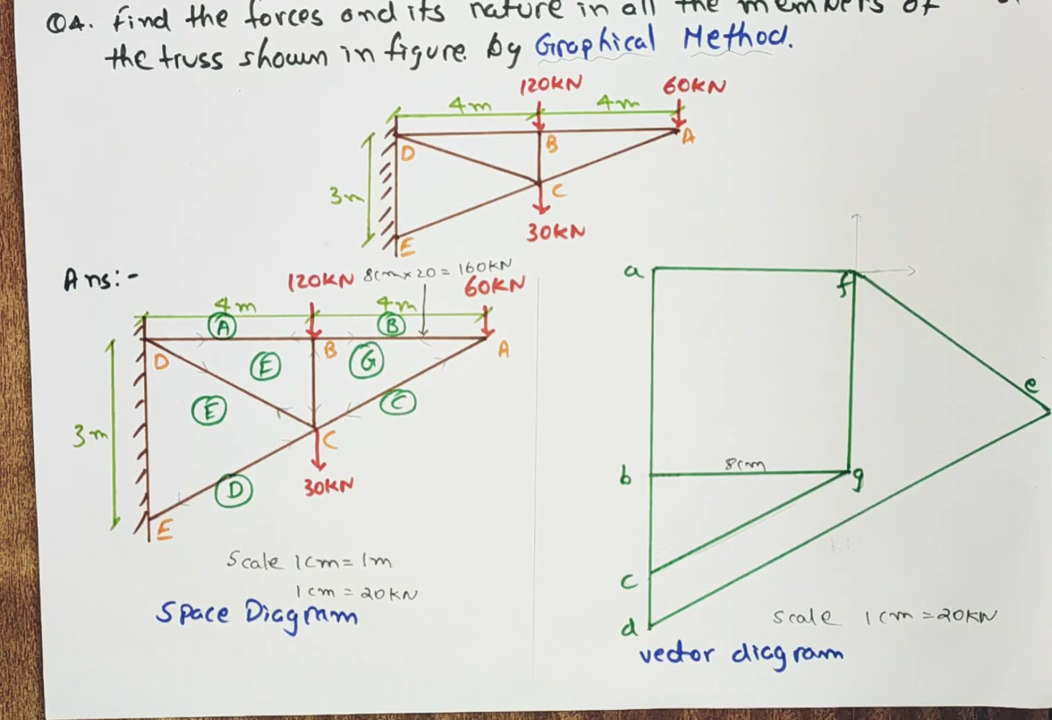 Q4. Find the forces and its nature in all the members of
the truss shown in figure by Graphical Method.
120KN 60KN
4m 4m
D B A
3m
C
30KN
E
Ans:-
120KN 8cm×20 = 160KN
60KN
4m 4m
A B
D B A
E G
E C
3m
C
D 30KN
E
Scale 1cm = 1m
1cm = 20KN
Space Diagram
a f
e
b 8cm g
c
d
Scale 1cm = 20KN
vector diagram